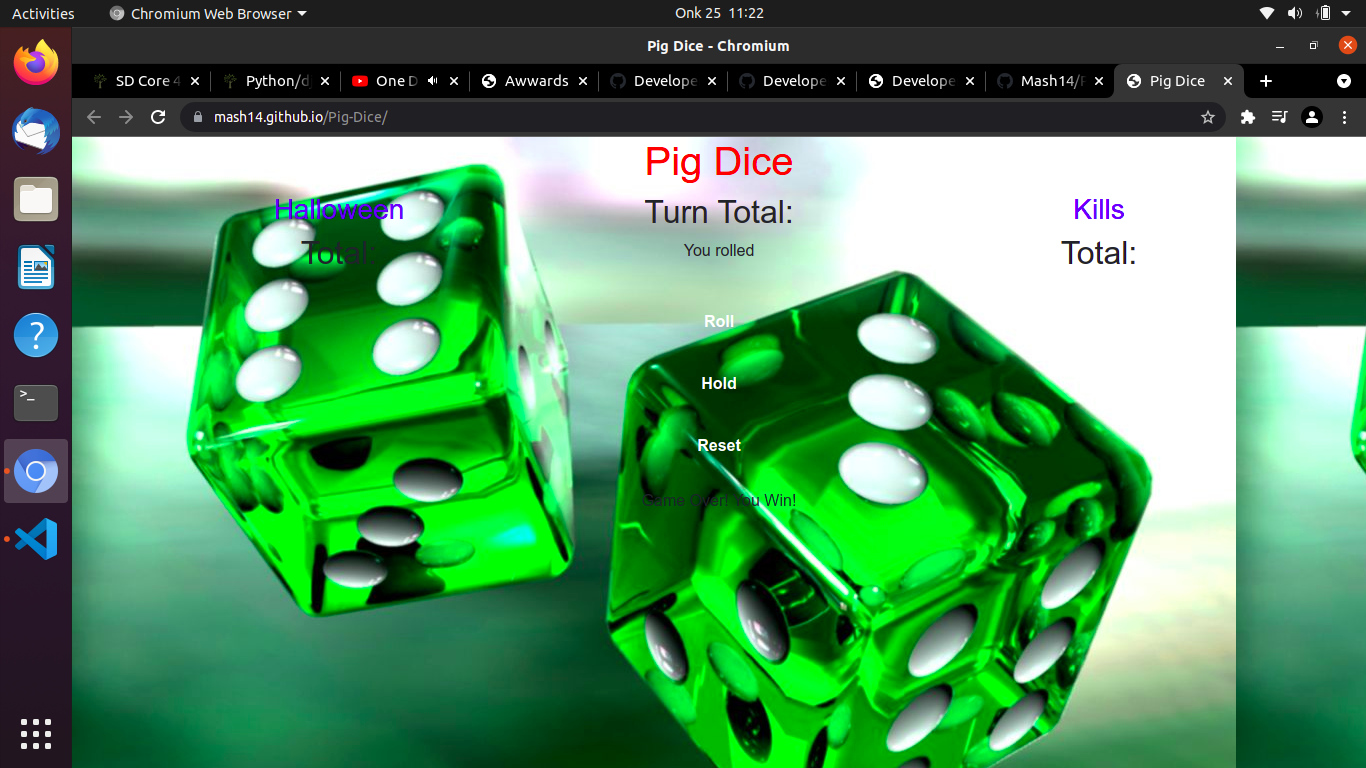 Activities Chromium Web Browser Onk 25 11:22
Pig Dice - Chromium
SD Core 4 Python/d One D Awwards Develope Develope Develope Mash14/P Pig Dice
mash14.github.io/Pig-Dice/
Pig Dice
Halloween Turn Total: Kills
Total: You rolled Total:
Roll
Hold
Reset
Game Over! You Win!